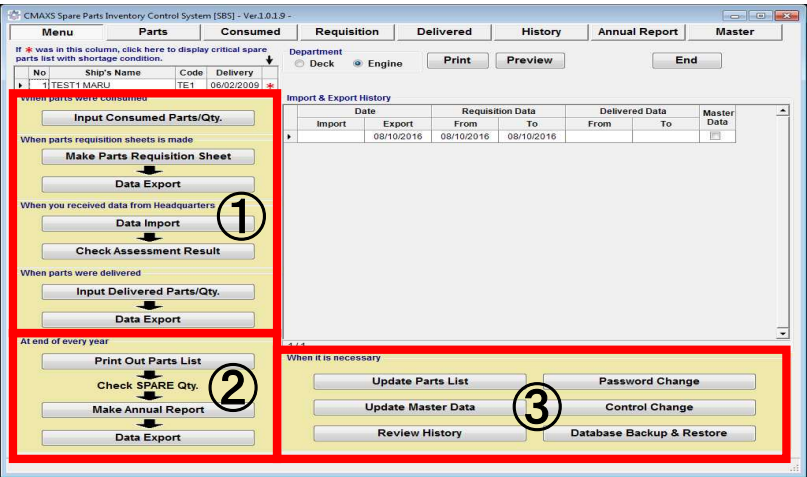 CMAXS Spare Parts Inventory Control System [SBS] - Ver.1.0.1.9 -
Menu Parts Consumed Requisition Delivered History Annual Report Master
If * was in this column, click here to display critical spare
parts list with shortage condition.
Department
Deck Engine Print Preview End
No Ship's Name Code Delivery
1 TEST1 MARU TE1 06/02/2009 *
When parts were consumed
Input Consumed Parts/Qty.
When parts requisition sheets is made
Make Parts Requisition Sheet
Data Export
When you received data from Headquarters
Data Import
Check Assessment Result
When parts were delivered
Input Delivered Parts/Qty.
Data Export
①
Import & Export History
Date Requisition Data Delivered Data Master Data
Import Export From To From To
08/10/2016 08/10/2016 08/10/2016
1/1
At end of every year
Print Out Parts List
Check SPARE Qty.
Make Annual Report
Data Export
②
When it is necessary
Update Parts List Password Change
Update Master Data Control Change
Review History Database Backup & Restore
③